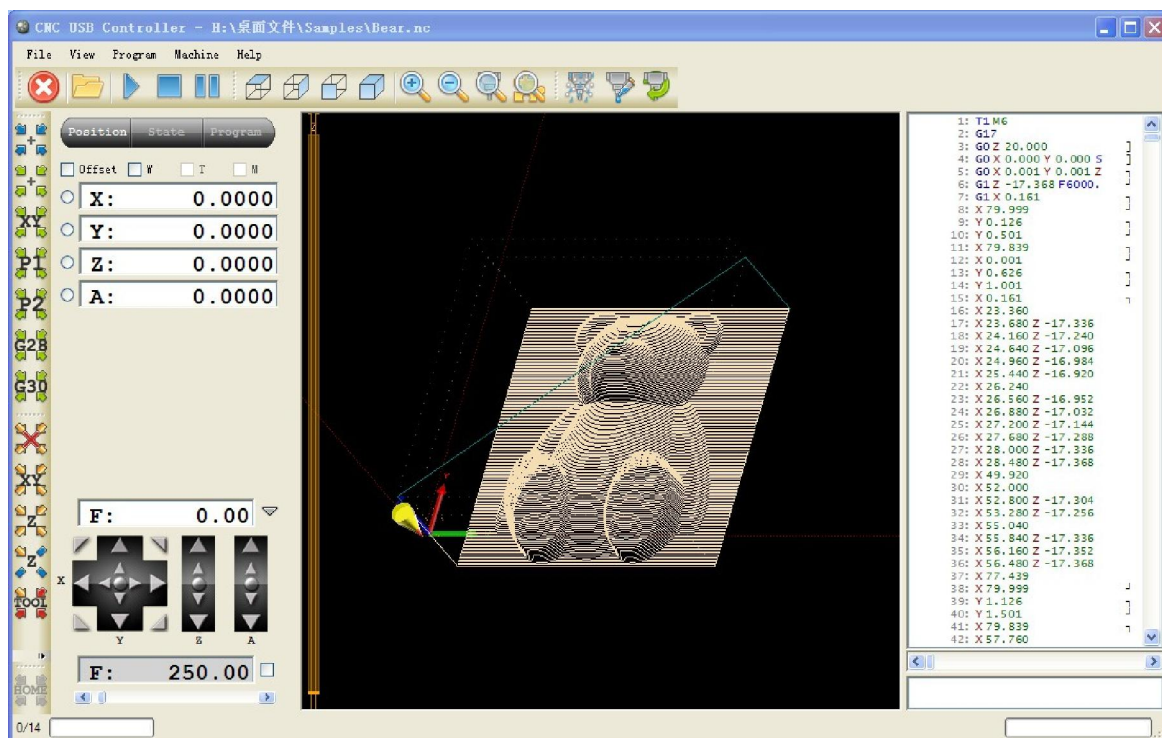 CNC USB Controller - H:\桌面文件\Samples\Bear.nc
File View Program Machine Help
Position State Program
Offset W T M
X: 0.0000
Y: 0.0000
Z: 0.0000
A: 0.0000
XY
P1
P2
G28
G30
XY
Z
Z
TOOL
HOME
F: 0.00
X
Y Z A
F: 250.00
0/14
1: T1 M6
2: G17
3: G0 Z 20.000
4: G0 X 0.000 Y 0.000 S
5: G0 X 0.001 Y 0.001 Z
6: G1 Z -17.368 F6000.
7: G1 X 0.161
8: X 79.999
9: Y 0.126
10: Y 0.501
11: X 79.839
12: X 0.001
13: Y 0.626
14: Y 1.001
15: X 0.161
16: X 23.360
17: X 23.680 Z -17.336
18: X 24.160 Z -17.240
19: X 24.640 Z -17.096
20: X 24.960 Z -16.984
21: X 25.440 Z -16.920
22: X 26.240
23: X 26.560 Z -16.952
24: X 26.880 Z -17.032
25: X 27.200 Z -17.144
26: X 27.680 Z -17.288
27: X 28.000 Z -17.336
28: X 28.480 Z -17.368
29: X 49.920
30: X 52.000
31: X 52.800 Z -17.304
32: X 53.280 Z -17.256
33: X 55.040
34: X 55.840 Z -17.336
35: X 56.160 Z -17.352
36: X 56.480 Z -17.368
37: X 77.439
38: X 79.999
39: Y 1.126
40: Y 1.501
41: X 79.839
42: X 57.760